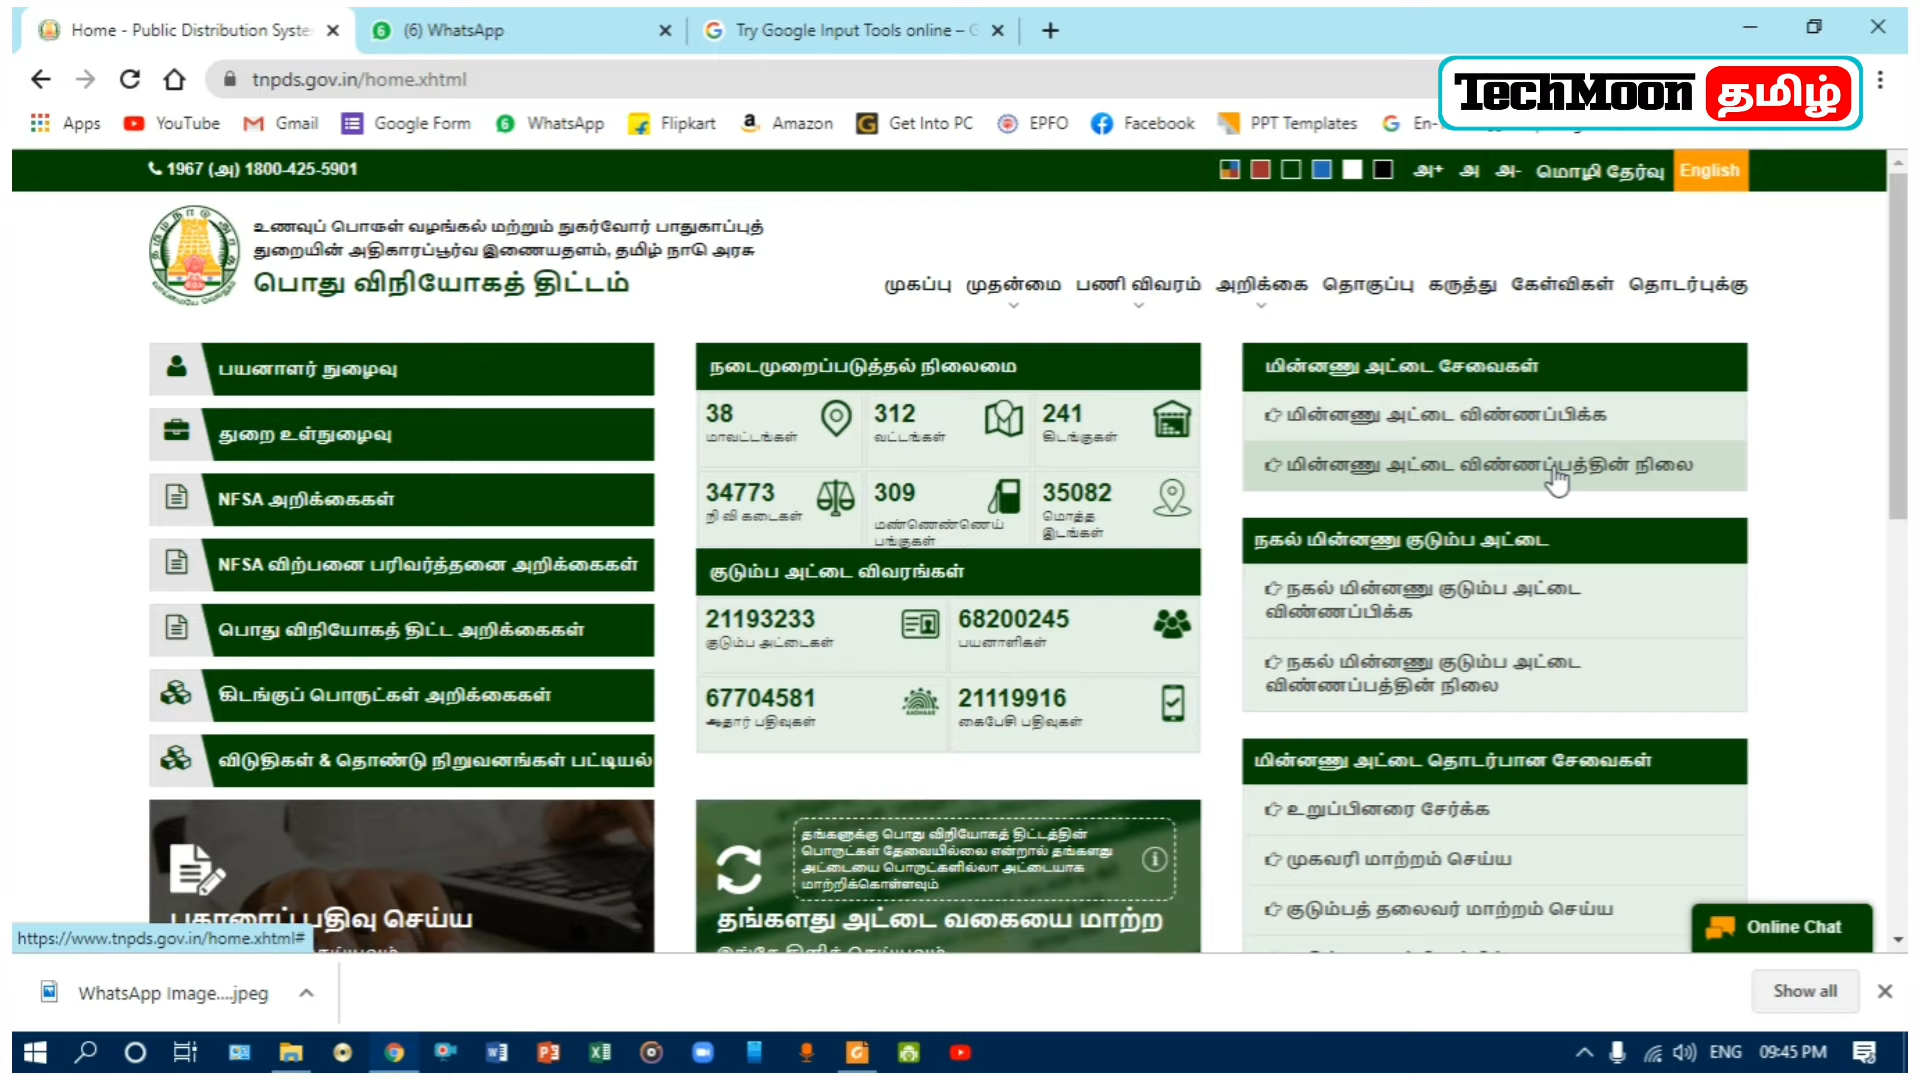 Home - Public Distribution Syste
(6) WhatsApp
Try Google Input Tools online – G
tnpds.gov.in/home.xhtml
TechMoon தமிழ்
Apps YouTube Gmail Google Form WhatsApp Flipkart Amazon Get Into PC EPFO Facebook PPT Templates En-
1967 (அ) 1800-425-5901
அ+ அ அ- மொழி தேர்வு English
உணவுப் பொருள் வழங்கல் மற்றும் நுகர்வோர் பாதுகாப்புத்
துறையின் அதிகாரப்பூர்வ இணையதளம், தமிழ் நாடு அரசு
பொது விநியோகத் திட்டம்
முகப்பு முதன்மை பணி விவரம் அறிக்கை தொகுப்பு கருத்து கேள்விகள் தொடர்புக்கு
பயனாளர் நுழைவு
துறை உள்நுழைவு
NFSA அறிக்கைகள்
NFSA விற்பனை பரிவர்த்தனை அறிக்கைகள்
பொது விநியோகத் திட்ட அறிக்கைகள்
கிடங்குப் பொருட்கள் அறிக்கைகள்
விடுதிகள் & தொண்டு நிறுவனங்கள் பட்டியல்
நடைமுறைப்படுத்தல் நிலைமை
38 312 241
மாவட்டங்கள் வட்டங்கள் கிடங்குகள்
34773 309 35082
நி வி கடைகள் மண்ணெண்ணெய் மொத்த
பங்குகள் இடங்கள்
குடும்ப அட்டை விவரங்கள்
21193233 68200245
குடும்ப அட்டைகள் பயனாளிகள்
67704581 AADHAAR 21119916
ஆதார் பதிவுகள் கைபேசி பதிவுகள்
மின்னணு அட்டை சேவைகள்
மின்னணு அட்டை விண்ணப்பிக்க
மின்னணு அட்டை விண்ணப்பத்தின் நிலை
நகல் மின்னணு குடும்ப அட்டை
நகல் மின்னணு குடும்ப அட்டை
விண்ணப்பிக்க
நகல் மின்னணு குடும்ப அட்டை
விண்ணப்பத்தின் நிலை
மின்னணு அட்டை தொடர்பான சேவைகள்
உறுப்பினரை சேர்க்க
முகவரி மாற்றம் செய்ய
குடும்பத் தலைவர் மாற்றம் செய்ய
தங்களுக்கு பொது விநியோகத் திட்டத்தின்
பொருட்கள் தேவையில்லை என்றால் தங்களது
அட்டையை பொருட்களில்லா அட்டையாக
மாற்றிக்கொள்ளவும்
புகாரைப் பதிவு செய்ய
தங்களது அட்டை வகையை மாற்ற
Online Chat
https://www.tnpds.gov.in/home.xhtml#
WhatsApp Image....jpeg
Show all
ENG 09:45 PM